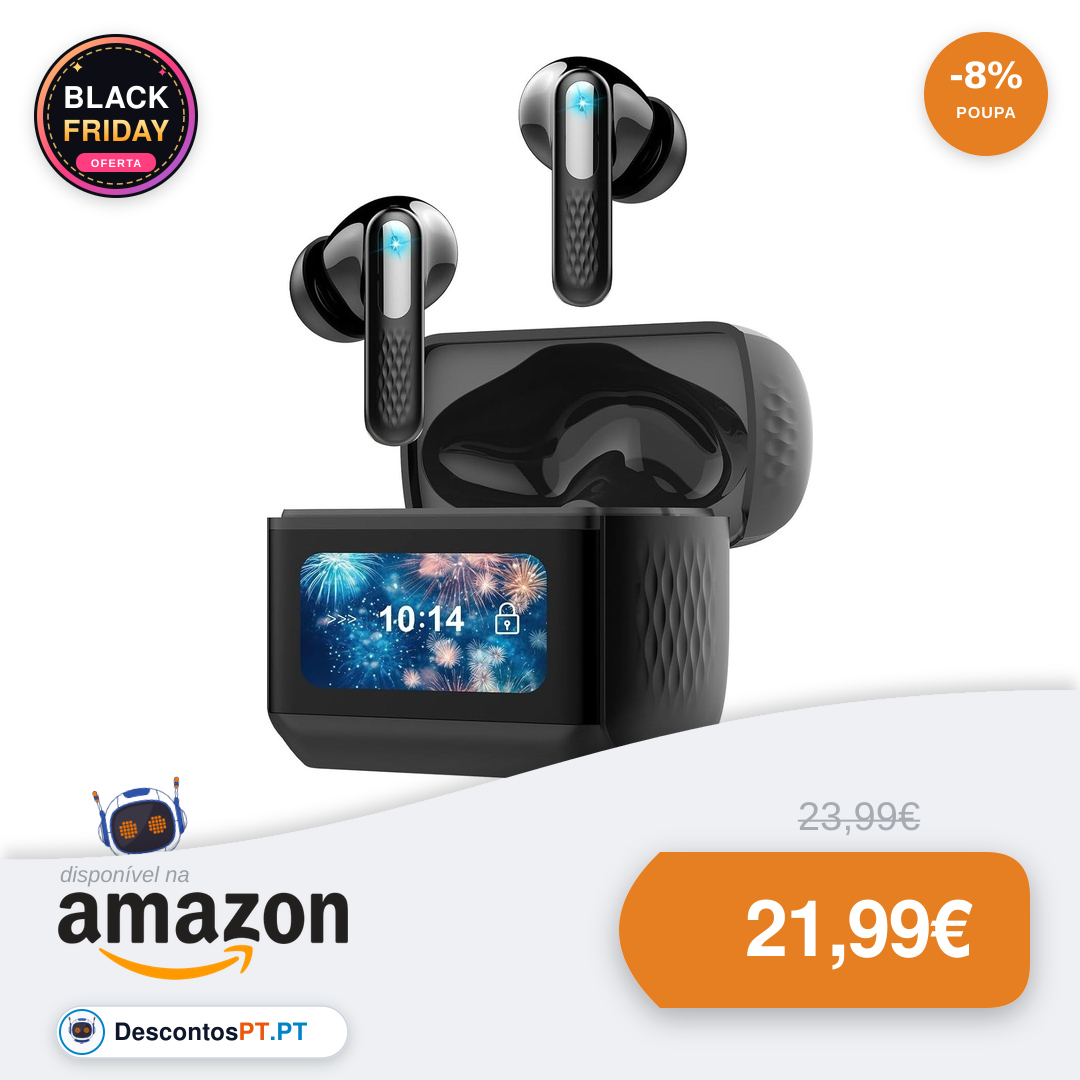 BLACK
FRIDAY
OFERTA
-8%
POUPA
>>> 10:14
23,99€
21,99€
disponível na
amazon
DescontosPT.PT